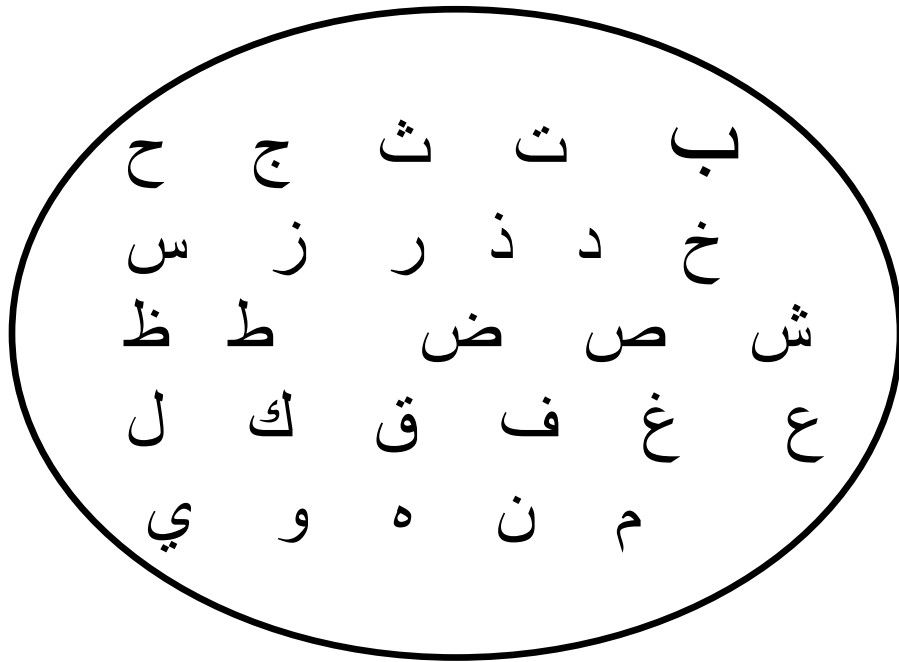 ب ت ث ج ح
خ د ذ ر ز س
ش ص ض ط ظ
ع غ ف ق ك ل
م ن ه و ي